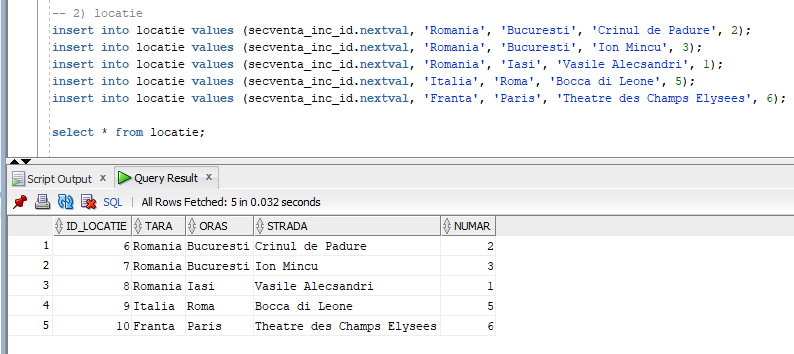 -- 2) locatie
insert into locatie values (secventa_inc_id.nextval, 'Romania', 'Bucuresti', 'Crinul de Padure', 2);
insert into locatie values (secventa_inc_id.nextval, 'Romania', 'Bucuresti', 'Ion Mincu', 3);
insert into locatie values (secventa_inc_id.nextval, 'Romania', 'Iasi', 'Vasile Alecsandri', 1);
insert into locatie values (secventa_inc_id.nextval, 'Italia', 'Roma', 'Bocca di Leone', 5);
insert into locatie values (secventa_inc_id.nextval, 'Franta', 'Paris', 'Theatre des Champs Elysees', 6);
select * from locatie;
Script Output x Query Result x
SQL | All Rows Fetched: 5 in 0.032 seconds
ID_LOCATIE TARA ORAS STRADA NUMAR
1 6 Romania Bucuresti Crinul de Padure 2
2 7 Romania Bucuresti Ion Mincu 3
3 8 Romania Iasi Vasile Alecsandri 1
4 9 Italia Roma Bocca di Leone 5
5 10 Franta Paris Theatre des Champs Elysees 6